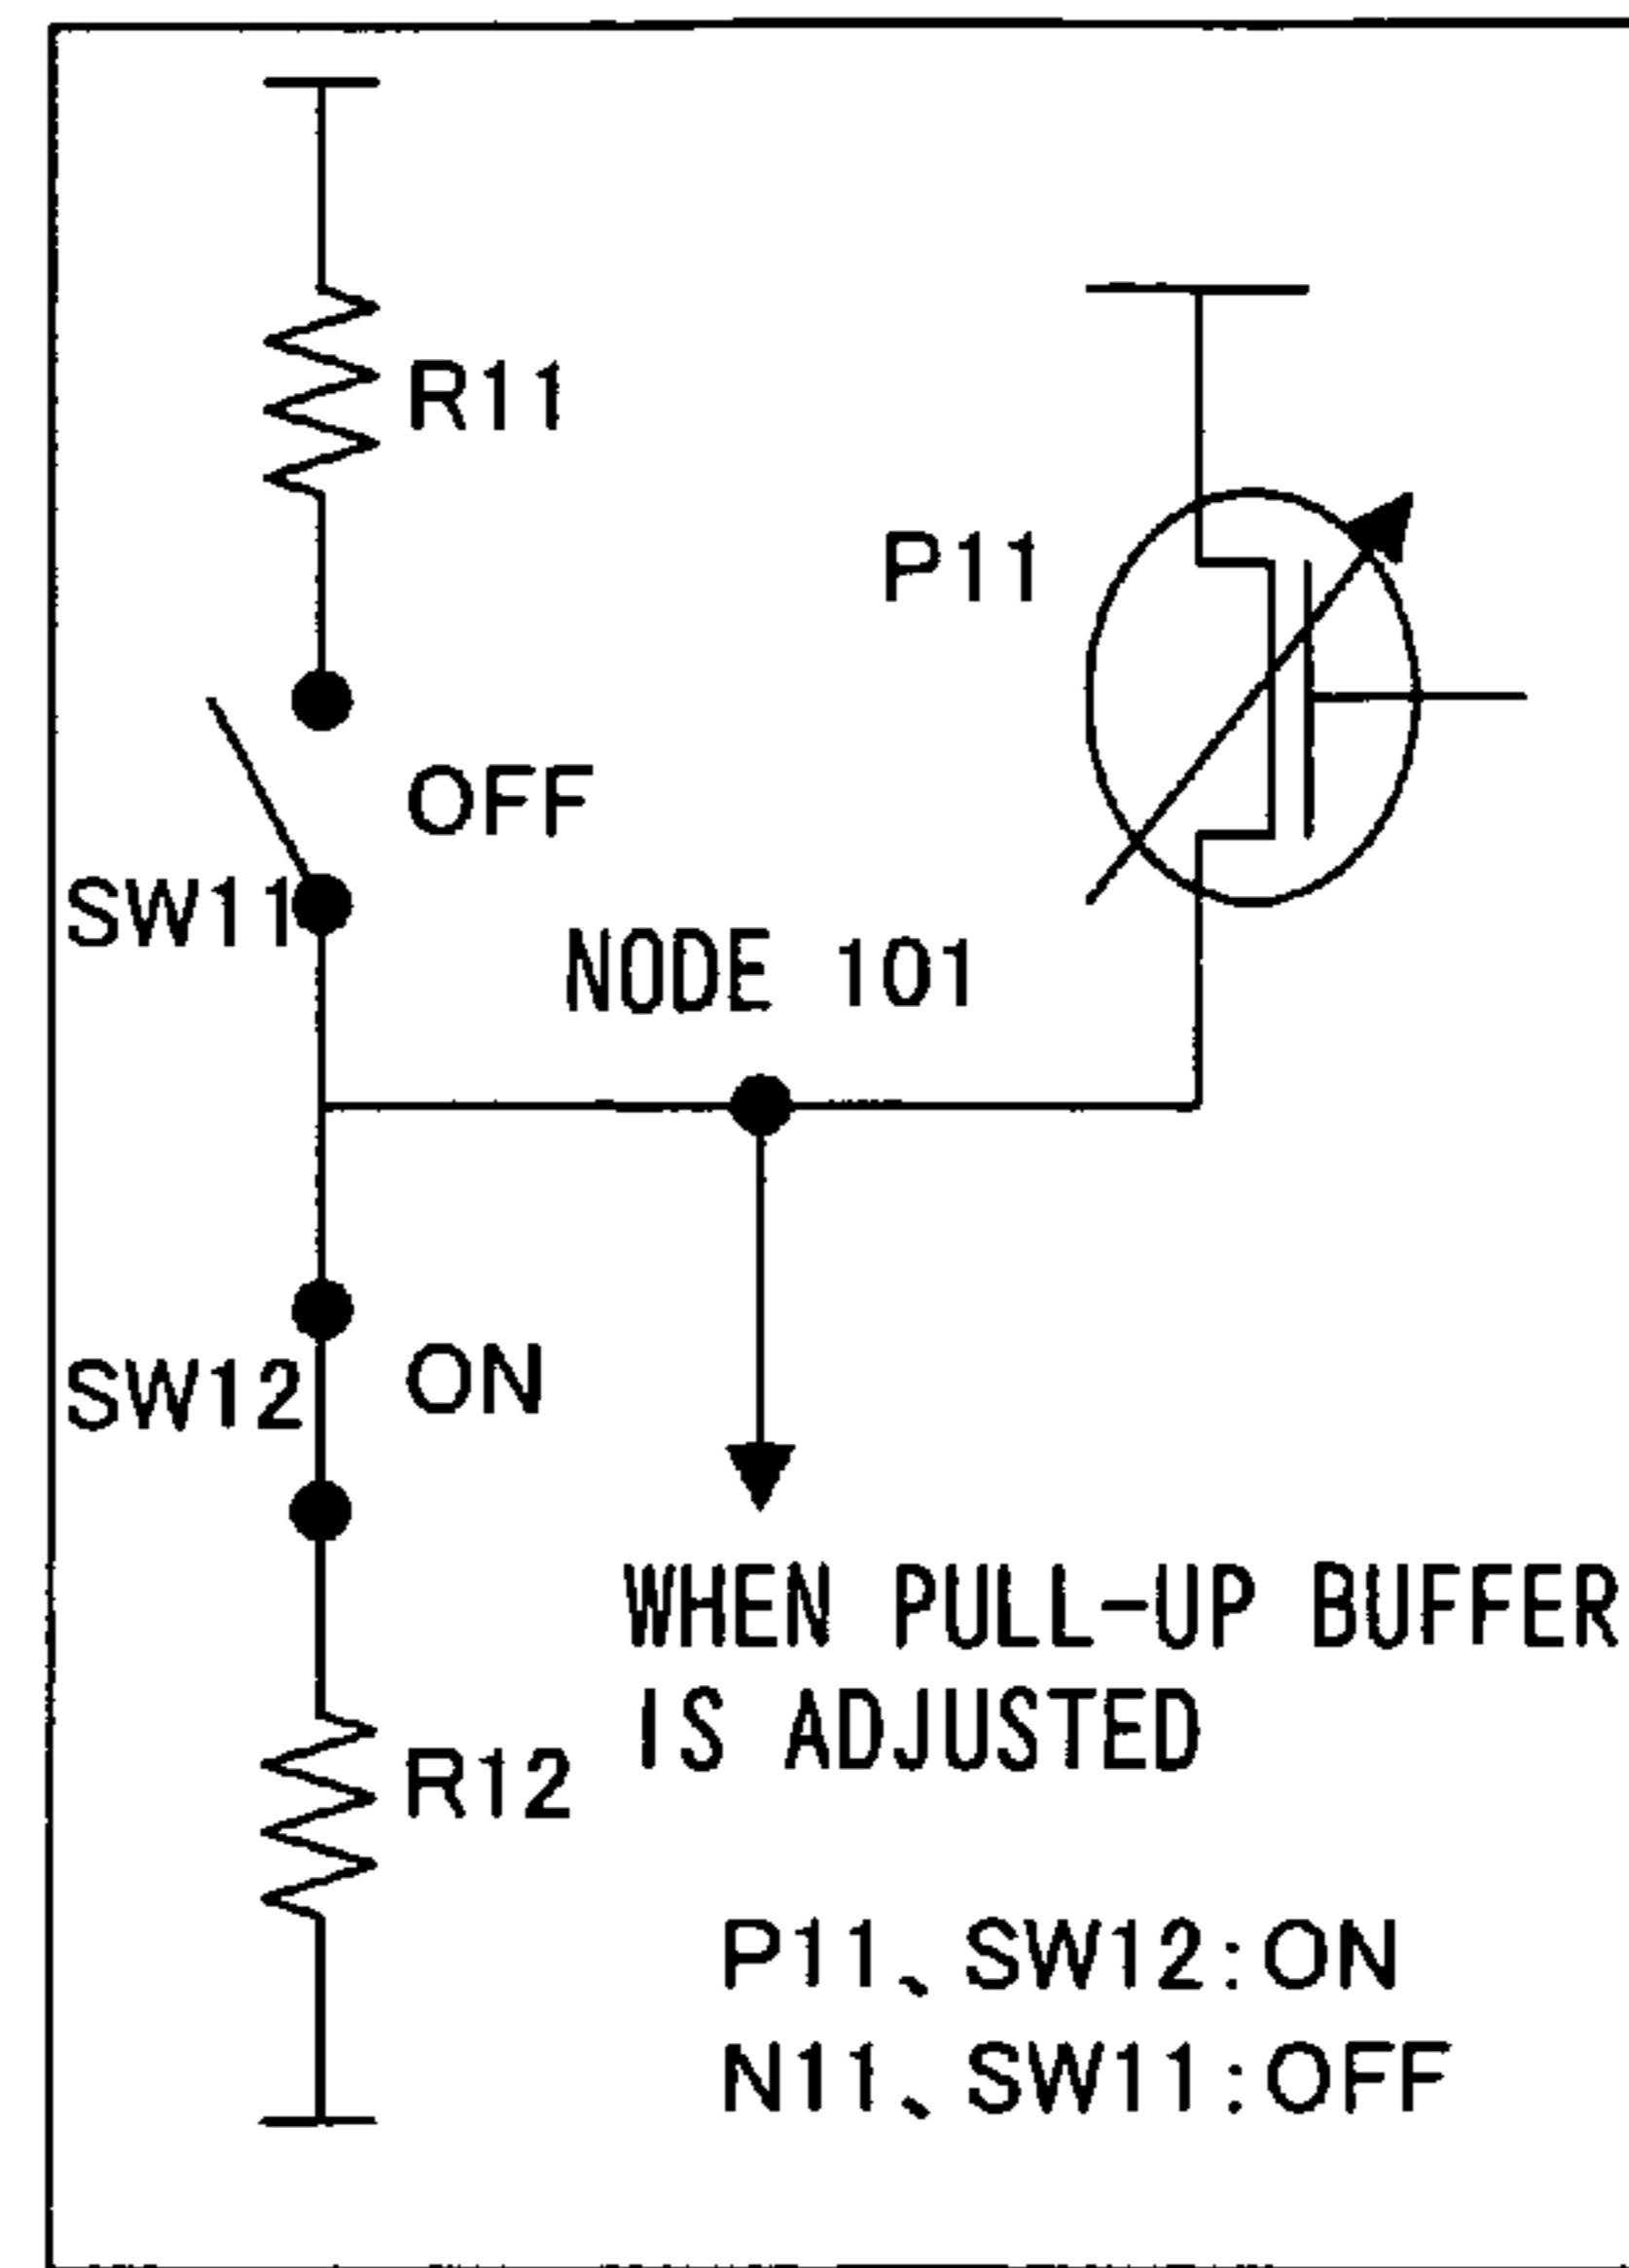 R11
P11
OFF
SW11
NODE 101
ON
SW12
WHEN PULL-UP BUFFER
IS ADJUSTED
R12
P11、SW12:ON
N11、SW11:OFF